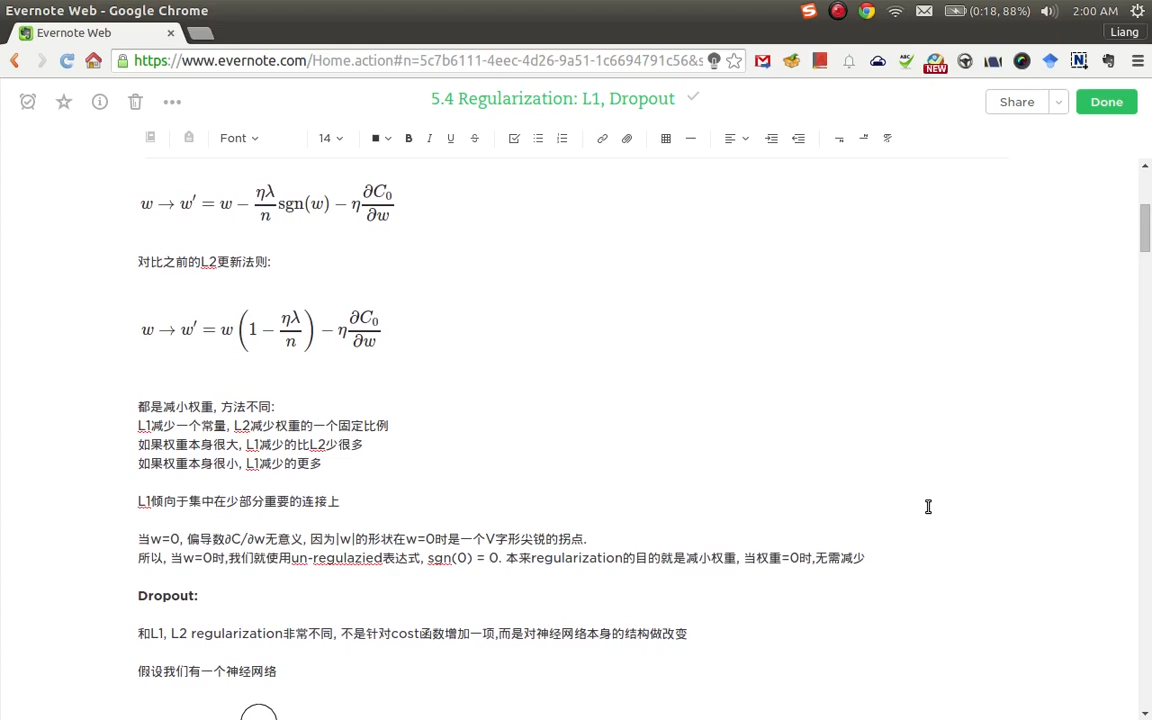 Evernote Web - Google Chrome
(0:18, 88%)
2:00 AM
Evernote Web
Liang
https://www.evernote.com/Home.action#n=5c7b6111-4eec-4d26-9a51-1c6694791c56&s
NEW
5.4 Regularization: L1, Dropout
Share
Done
Font
14
B I U S
w → w′ = w − ηλ/n sgn(w) − η ∂C₀/∂w
对比之前的L2更新法则:
w → w′ = w (1 − ηλ/n) − η ∂C₀/∂w
都是减小权重, 方法不同:
L1减少一个常量, L2减少权重的一个固定比例
如果权重本身很大, L1减少的比L2少很多
如果权重本身很小, L1减少的更多
L1倾向于集中在少部分重要的连接上
当w=0, 偏导数∂C/∂w无意义, 因为|w|的形状在w=0时是一个V字形尖锐的拐点.
所以, 当w=0时,我们就使用un-regulazied表达式, sgn(0) = 0. 本来regularization的目的就是减小权重, 当权重=0时,无需减少
Dropout:
和L1, L2 regularization非常不同, 不是针对cost函数增加一项,而是对神经网络本身的结构做改变
假设我们有一个神经网络